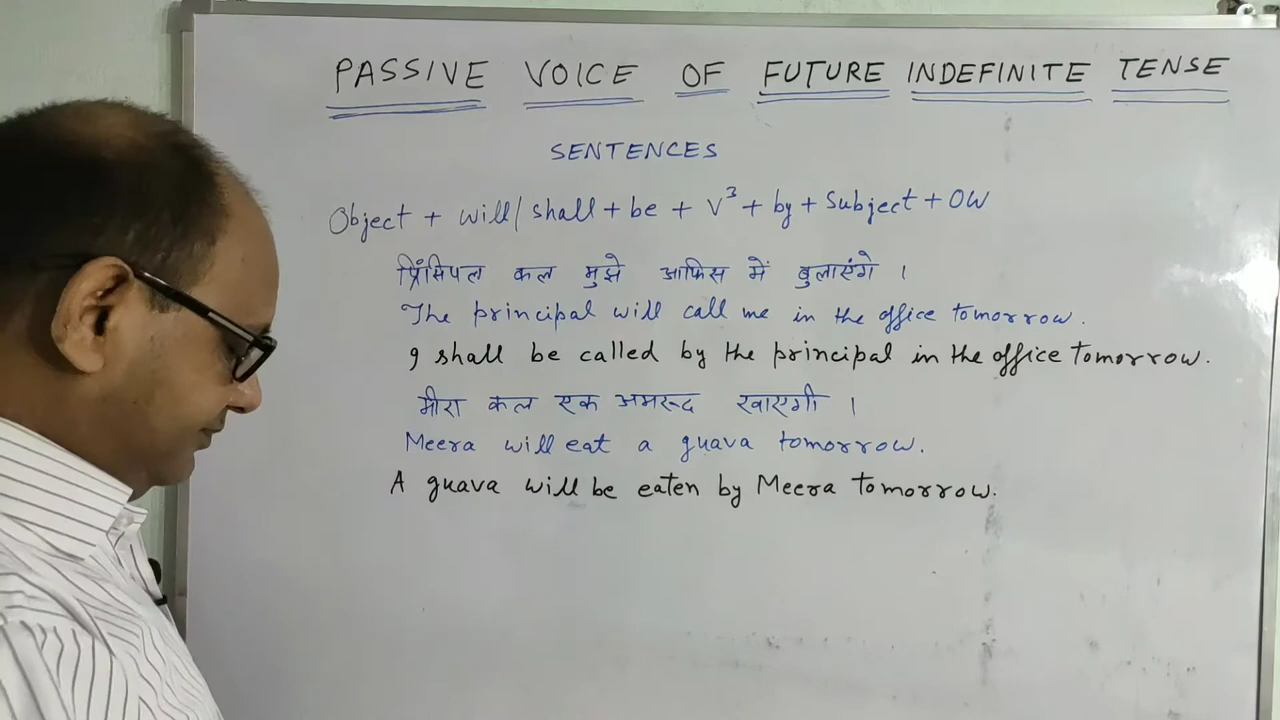 PASSIVE VOICE OF FUTURE INDEFINITE TENSE
SENTENCES
Object + will/shall + be + V³ + by + Subject + OW
प्रिंसिपल कल मुझे आफिस में बुलाएंगे ।
The principal will call me in the office tomorrow.
I shall be called by the principal in the office tomorrow.
मीरा कल एक अमरूद खाएगी ।
Meera will eat a guava tomorrow.
A guava will be eaten by Meera tomorrow.